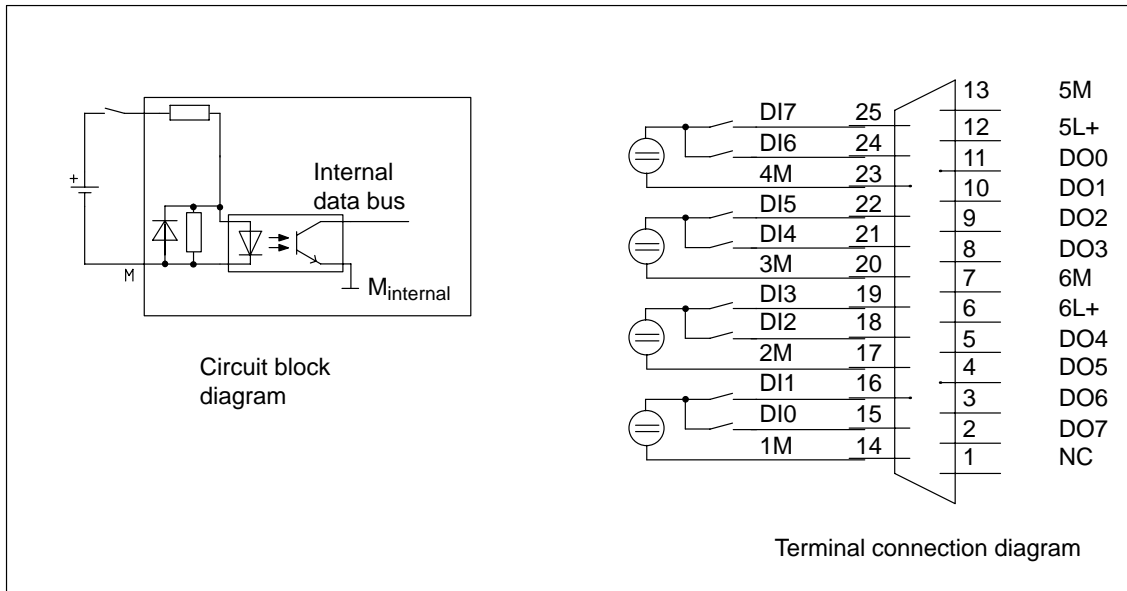 +
M
Internal
data bus
Minternal
Circuit block
diagram
DI7 25
DI6 24
4M 23
DI5 22
DI4 21
3M 20
DI3 19
DI2 18
2M 17
DI1 16
DI0 15
1M 14
13 5M
12 5L+
11 DO0
10 DO1
9 DO2
8 DO3
7 6M
6 6L+
5 DO4
4 DO5
3 DO6
2 DO7
1 NC
Terminal connection diagram